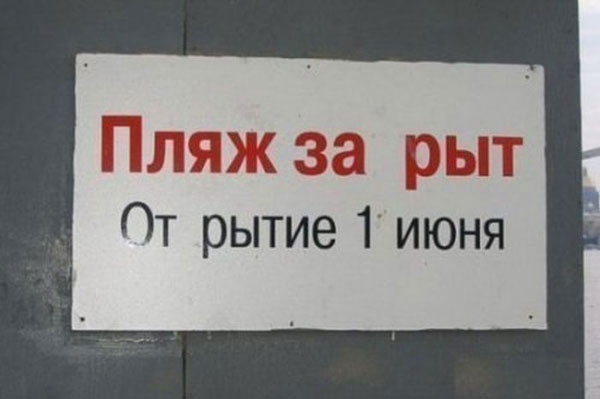 Пляж за рыт
От рытие 1 июня